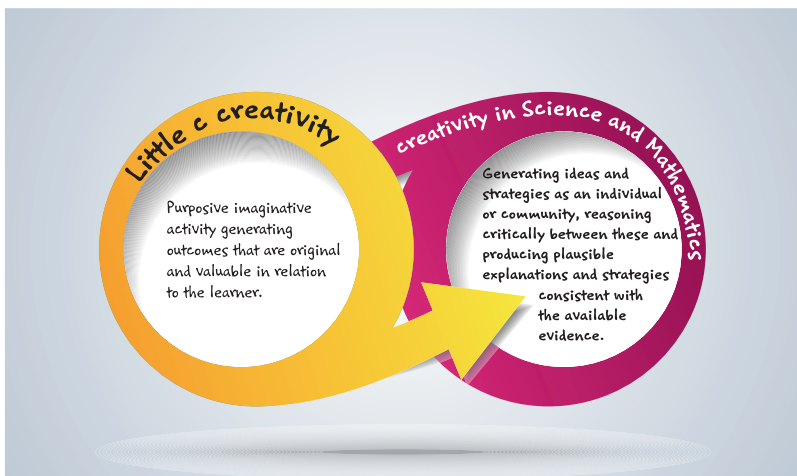 Little c creativity
Purposive imaginative
activity generating
outcomes that are original
and valuable in relation
to the learner.
creativity in Science and Mathematics
Generating ideas and
strategies as an individual
or community, reasoning
critically between these and
producing plausible
explanations and strategies
consistent with
the available
evidence.